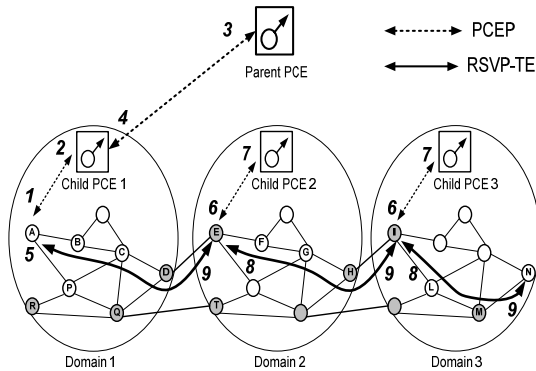 3
PCEP
RSVP-TE
Parent PCE
4
2
7
7
Child PCE 1
Child PCE 2
Child PCE 3
1
6
6
A
B
C
E
F
G
I
5
D
9
8
H
9
8
N
P
L
9
R
Q
T
M
Domain 1
Domain 2
Domain 3